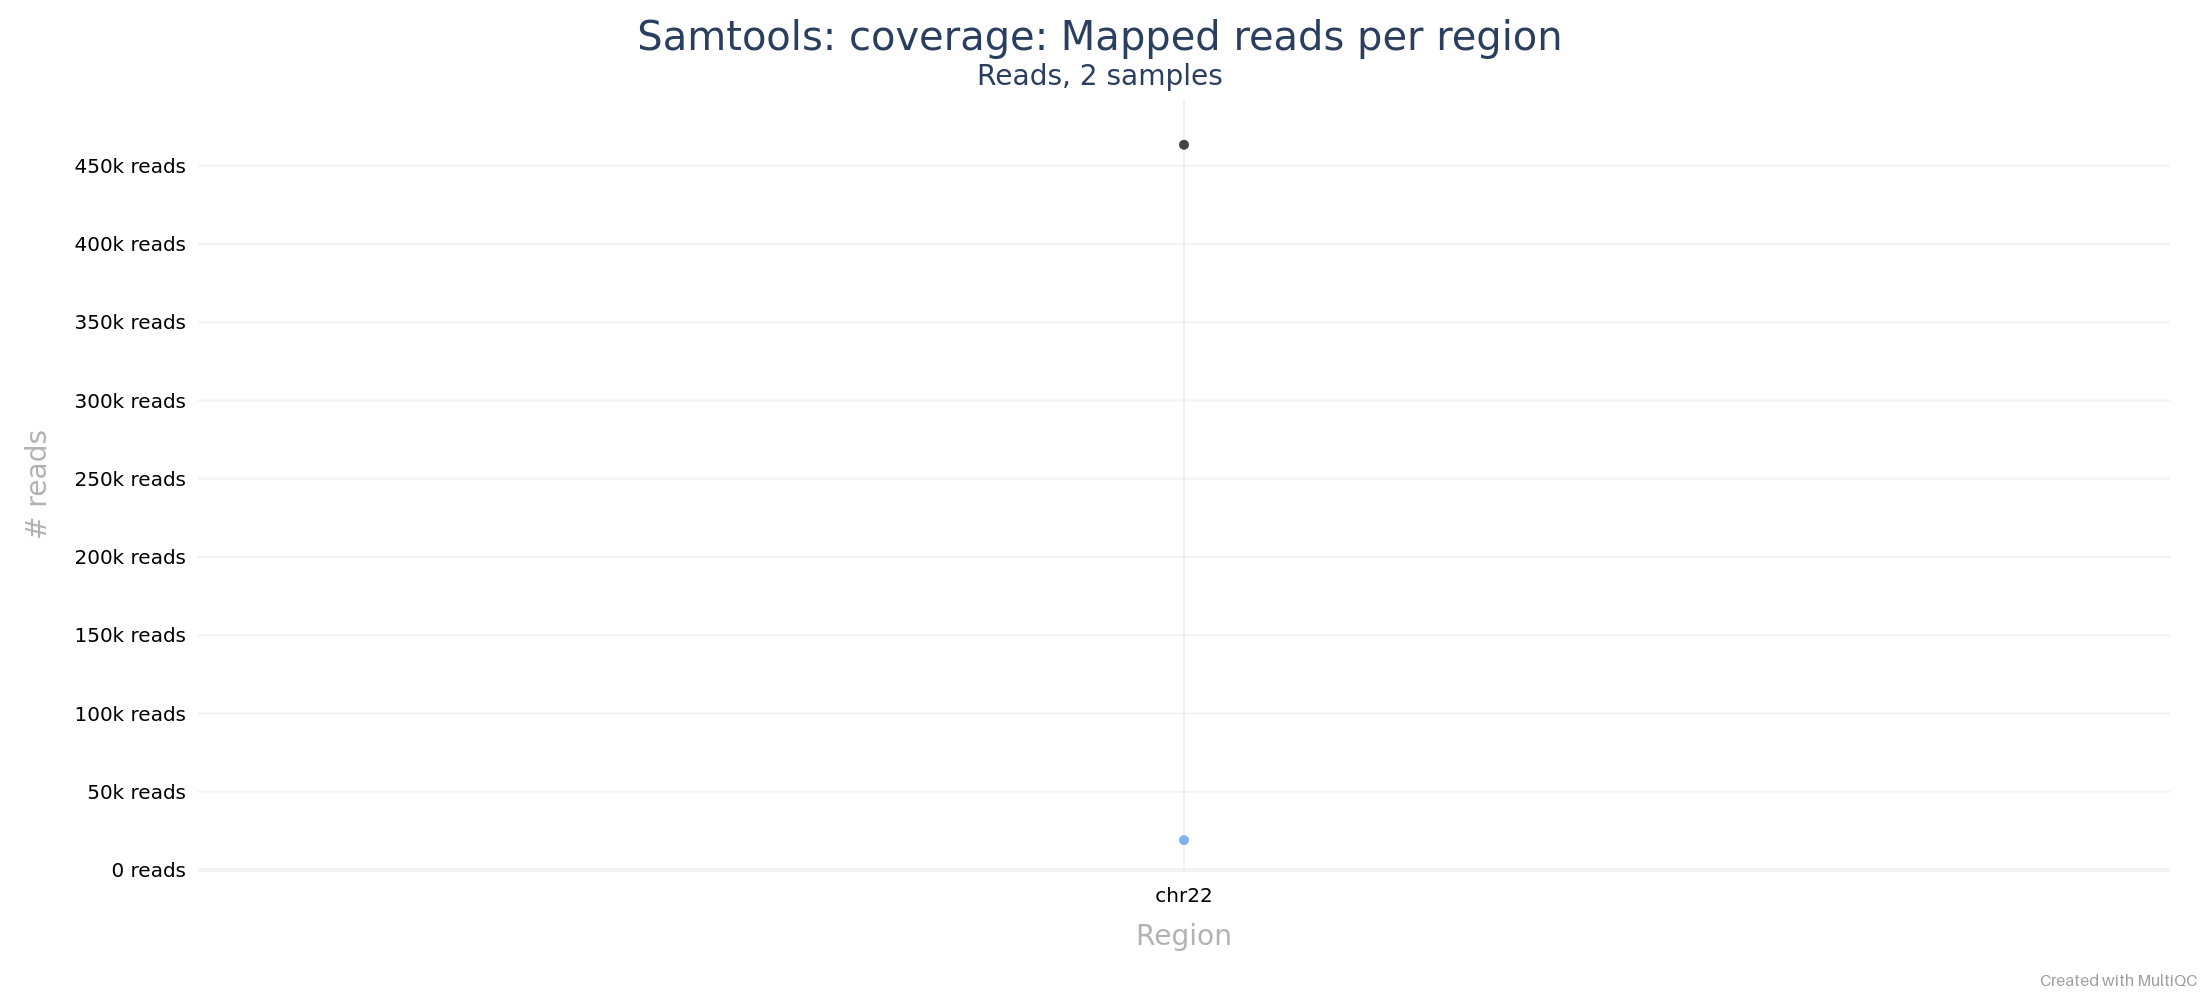 Samtools: coverage: Mapped reads per region
Reads, 2 samples
450k reads
400k reads
350k reads
300k reads
250k reads
200k reads
150k reads
100k reads
50k reads
0 reads
# reads
chr22
Region
Created with MultiQC